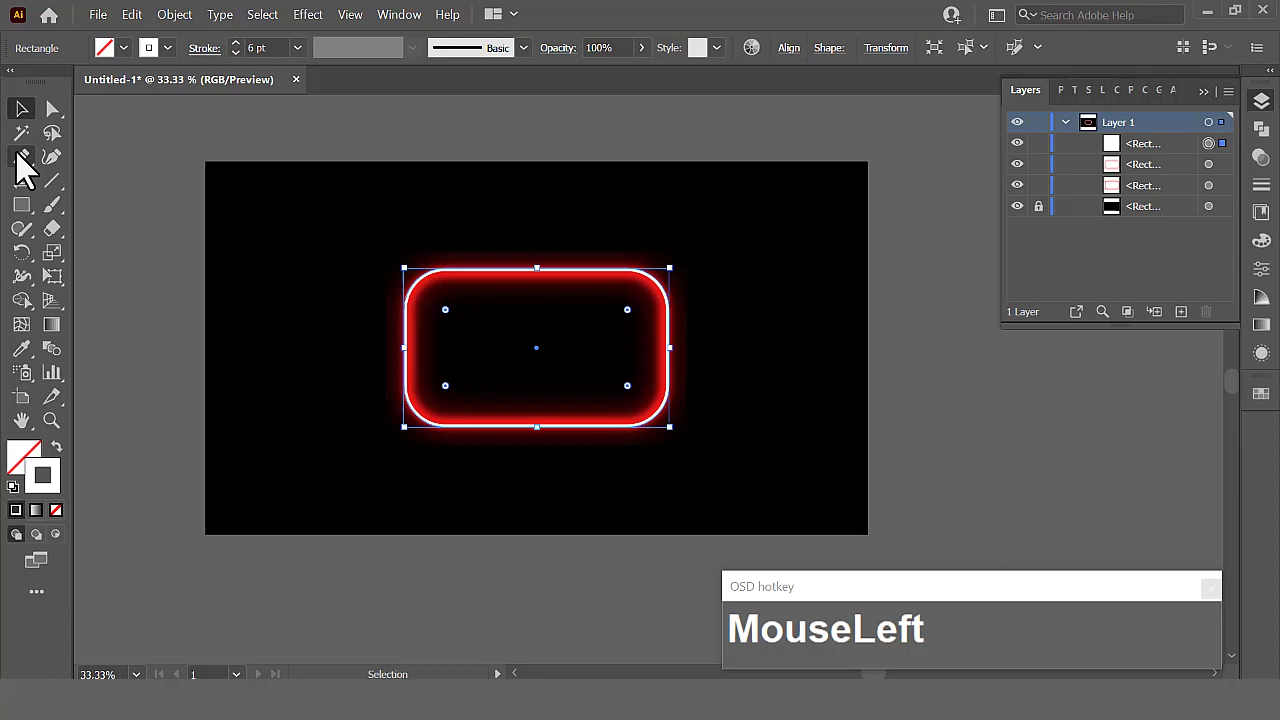 Ai File Edit Object Type Select Effect View Window Help Search Adobe Help
Rectangle Stroke: 6 pt Basic Opacity: 100% Style: Align Shape: Transform
Untitled-1* @ 33.33 % (RGB/Preview)
Layers P T S L C P C G A
Layer 1
<Rect...
<Rect...
<Rect...
<Rect...
1 Layer
OSD hotkey
MouseLeft
33.33% 1 Selection